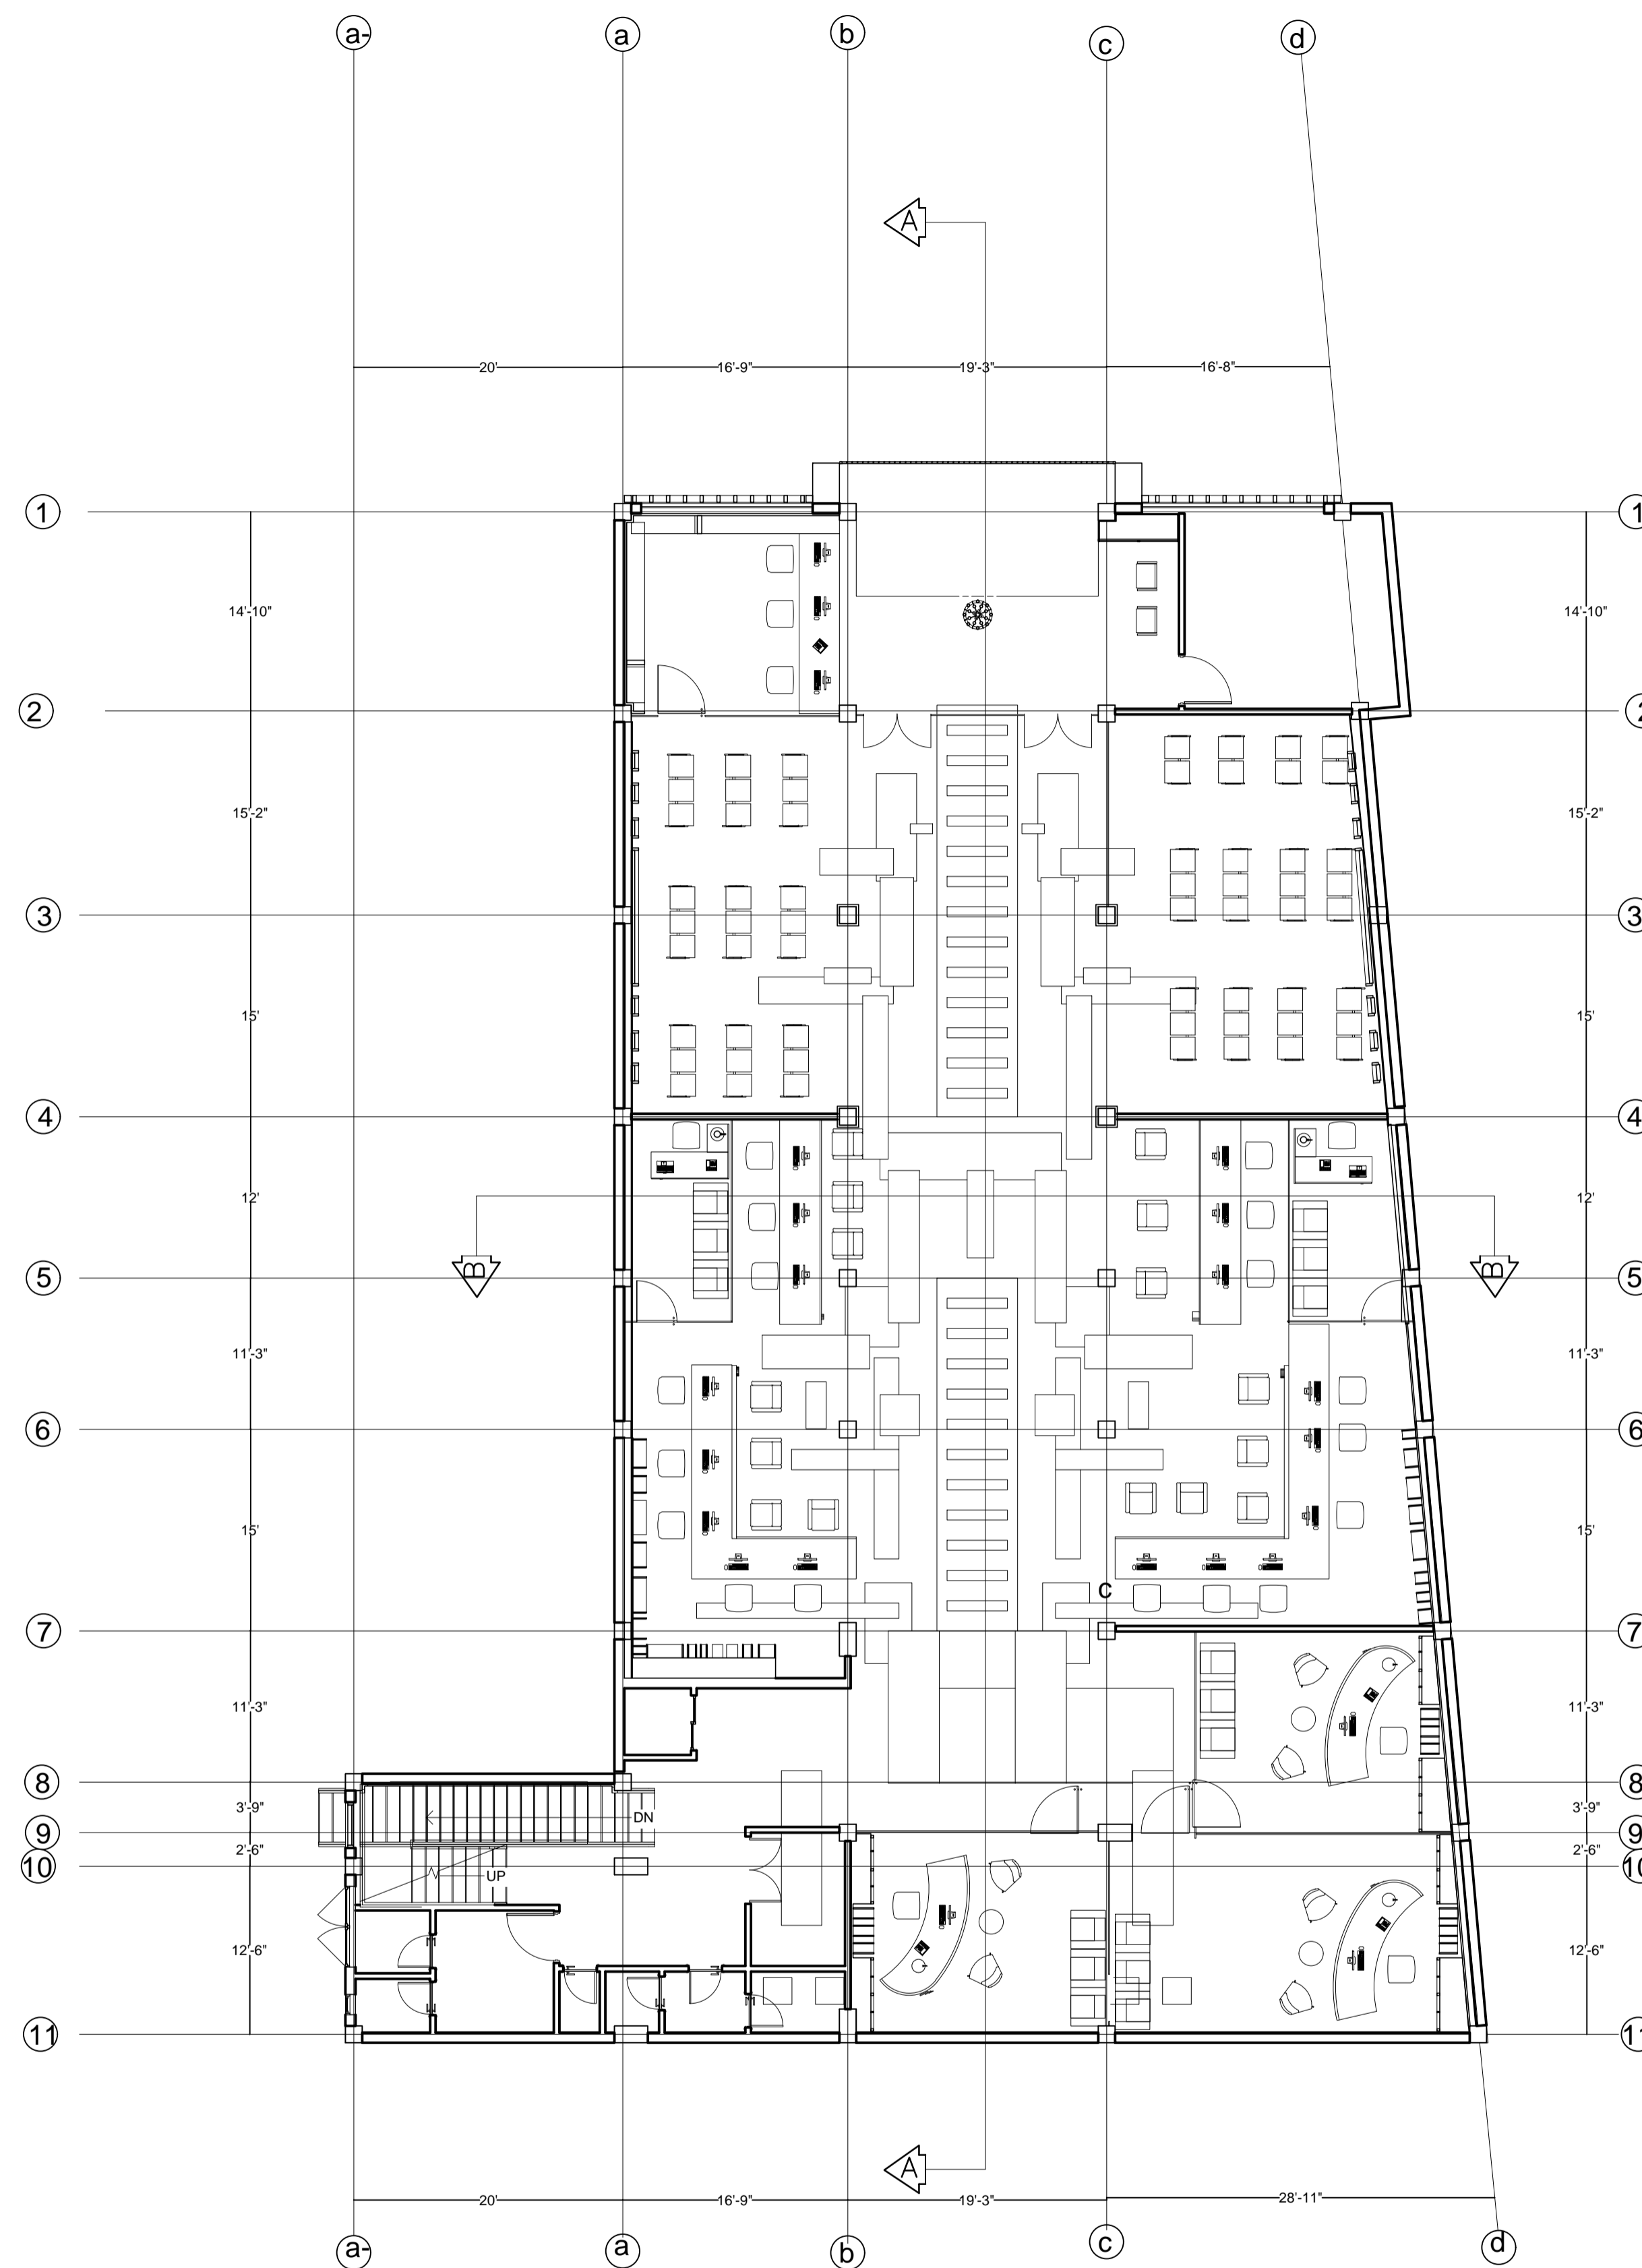 a- a b c d
A
20' 16'-9" 19'-3" 16'-8"
1 1
14'-10" 14'-10"
2 2
15'-2" 15'-2"
3 3
15' 15'
4 4
12' 12'
B B
5 5
11'-3" 11'-3"
6 6
15' 15'
c
7 7
11'-3" 11'-3"
8 8
3'-9" DN 3'-9"
9 9
2'-6" 2'-6"
10 10
UP
12'-6" 12'-6"
11 11
A
20' 16'-9" 19'-3" 28'-11"
a- a b c d